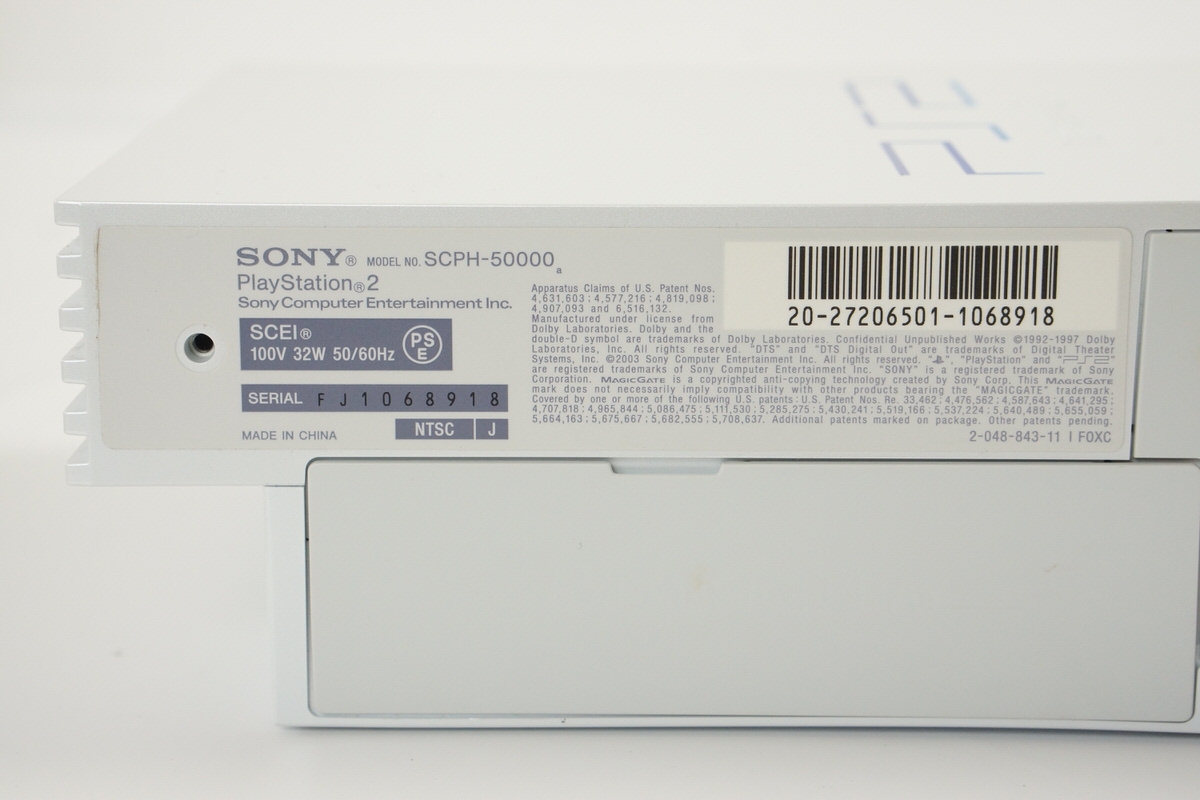 SONY® MODEL NO. SCPH-50000 a
PlayStation®2
Sony Computer Entertainment Inc.
SCEI®
100V 32W 50/60Hz
PS
E
SERIAL FJ1068918
NTSC J
MADE IN CHINA
20-27206501-1068918
Apparatus Claims of U.S. Patent Nos.
4,631,603 ; 4,577,216 ; 4,819,098 ;
4,907,093 and 6,516,132.
Manufactured under license from
Dolby Laboratories. Dolby and the
double-D symbol are trademarks of Dolby Laboratories. Confidential Unpublished Works ©1992-1997 Dolby
Laboratories, Inc. All rights reserved. "DTS" and "DTS Digital Out" are trademarks of Digital Theater
Systems, Inc. ©2003 Sony Computer Entertainment Inc. All rights reserved. " ", "PlayStation" and "PS2"
are registered trademarks of Sony Computer Entertainment Inc. "SONY" is a registered trademark of Sony
Corporation. MAGICGATE is a copyrighted anti-copying technology created by Sony Corp. This MAGICGATE
mark does not necessarily imply compatibility with other products bearing the "MAGICGATE" trademark.
Covered by one or more of the following U.S. patents : U.S. Patent Nos. Re. 33,462 ; 4,476,562 ; 4,587,643 ; 4,641,295 ;
4,707,818 ; 4,965,844 ; 5,086,475 ; 5,111,530 ; 5,285,275 ; 5,430,241 ; 5,519,166 ; 5,537,224 ; 5,640,489 ; 5,655,059 ;
5,664,163 ; 5,675,667 ; 5,682,555 ; 5,708,637. Additional patents marked on package. Other patents pending.
2-048-843-11 | FOXC